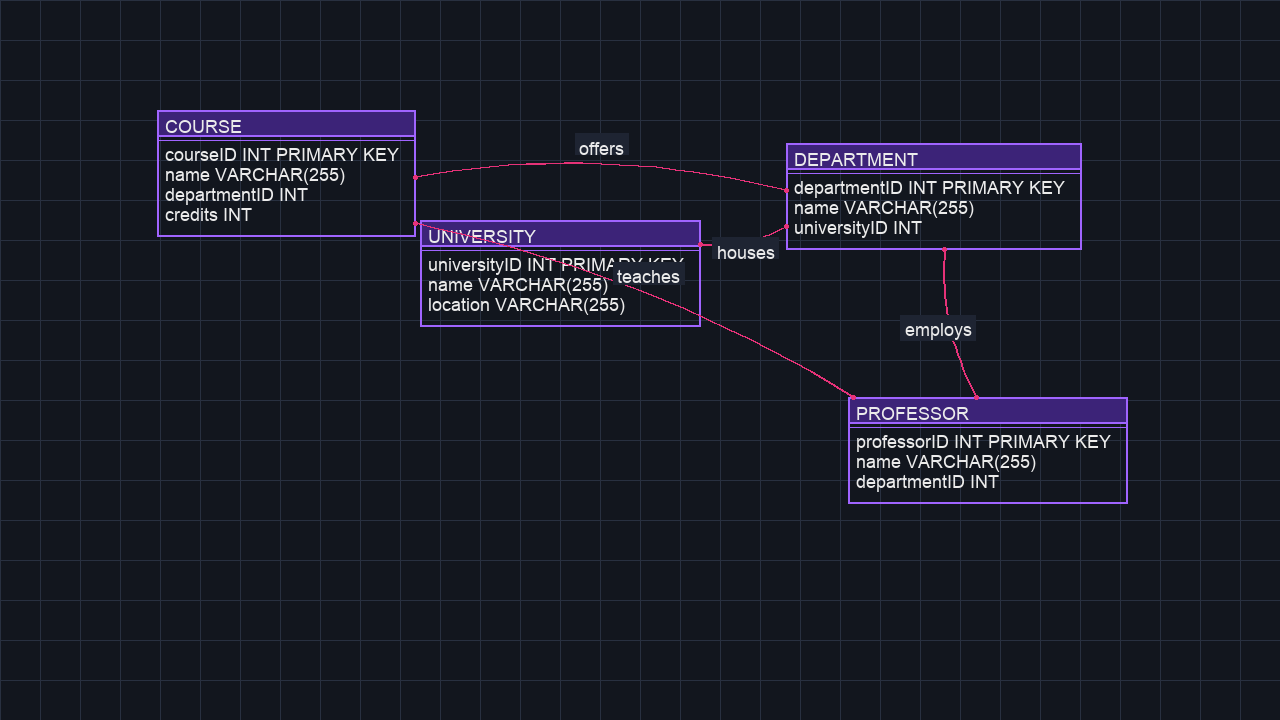 COURSE
courseID INT PRIMARY KEY
name VARCHAR(255)
departmentID INT
credits INT
offers
DEPARTMENT
departmentID INT PRIMARY KEY
name VARCHAR(255)
universityID INT
UNIVERSITY
universityID INT PRIMARY KEY
name VARCHAR(255)
location VARCHAR(255)
houses
teaches
employs
PROFESSOR
professorID INT PRIMARY KEY
name VARCHAR(255)
departmentID INT